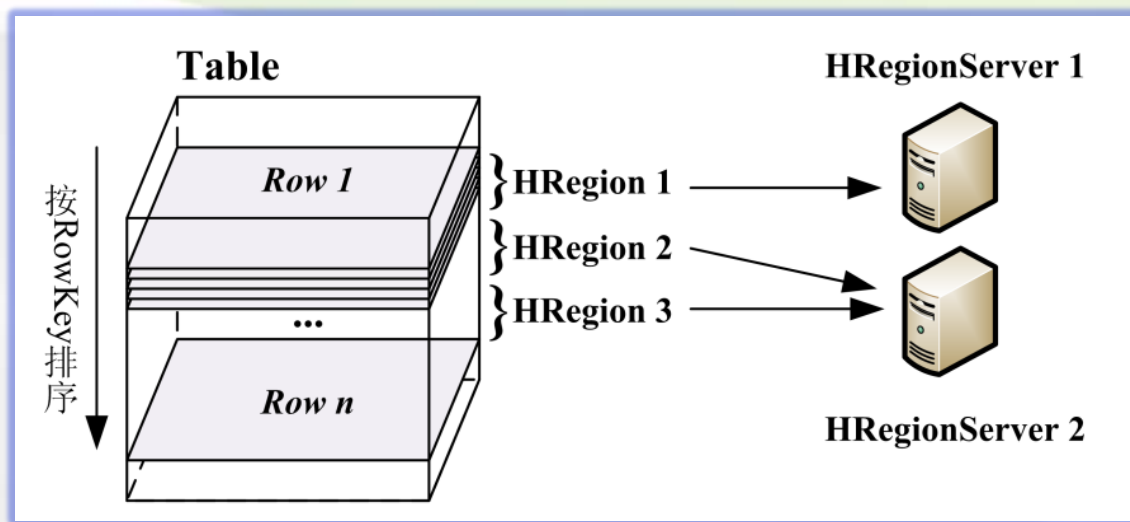 Table
HRegionServer 1
按RowKey排序
Row 1
HRegion 1
HRegion 2
HRegion 3
...
Row n
HRegionServer 2